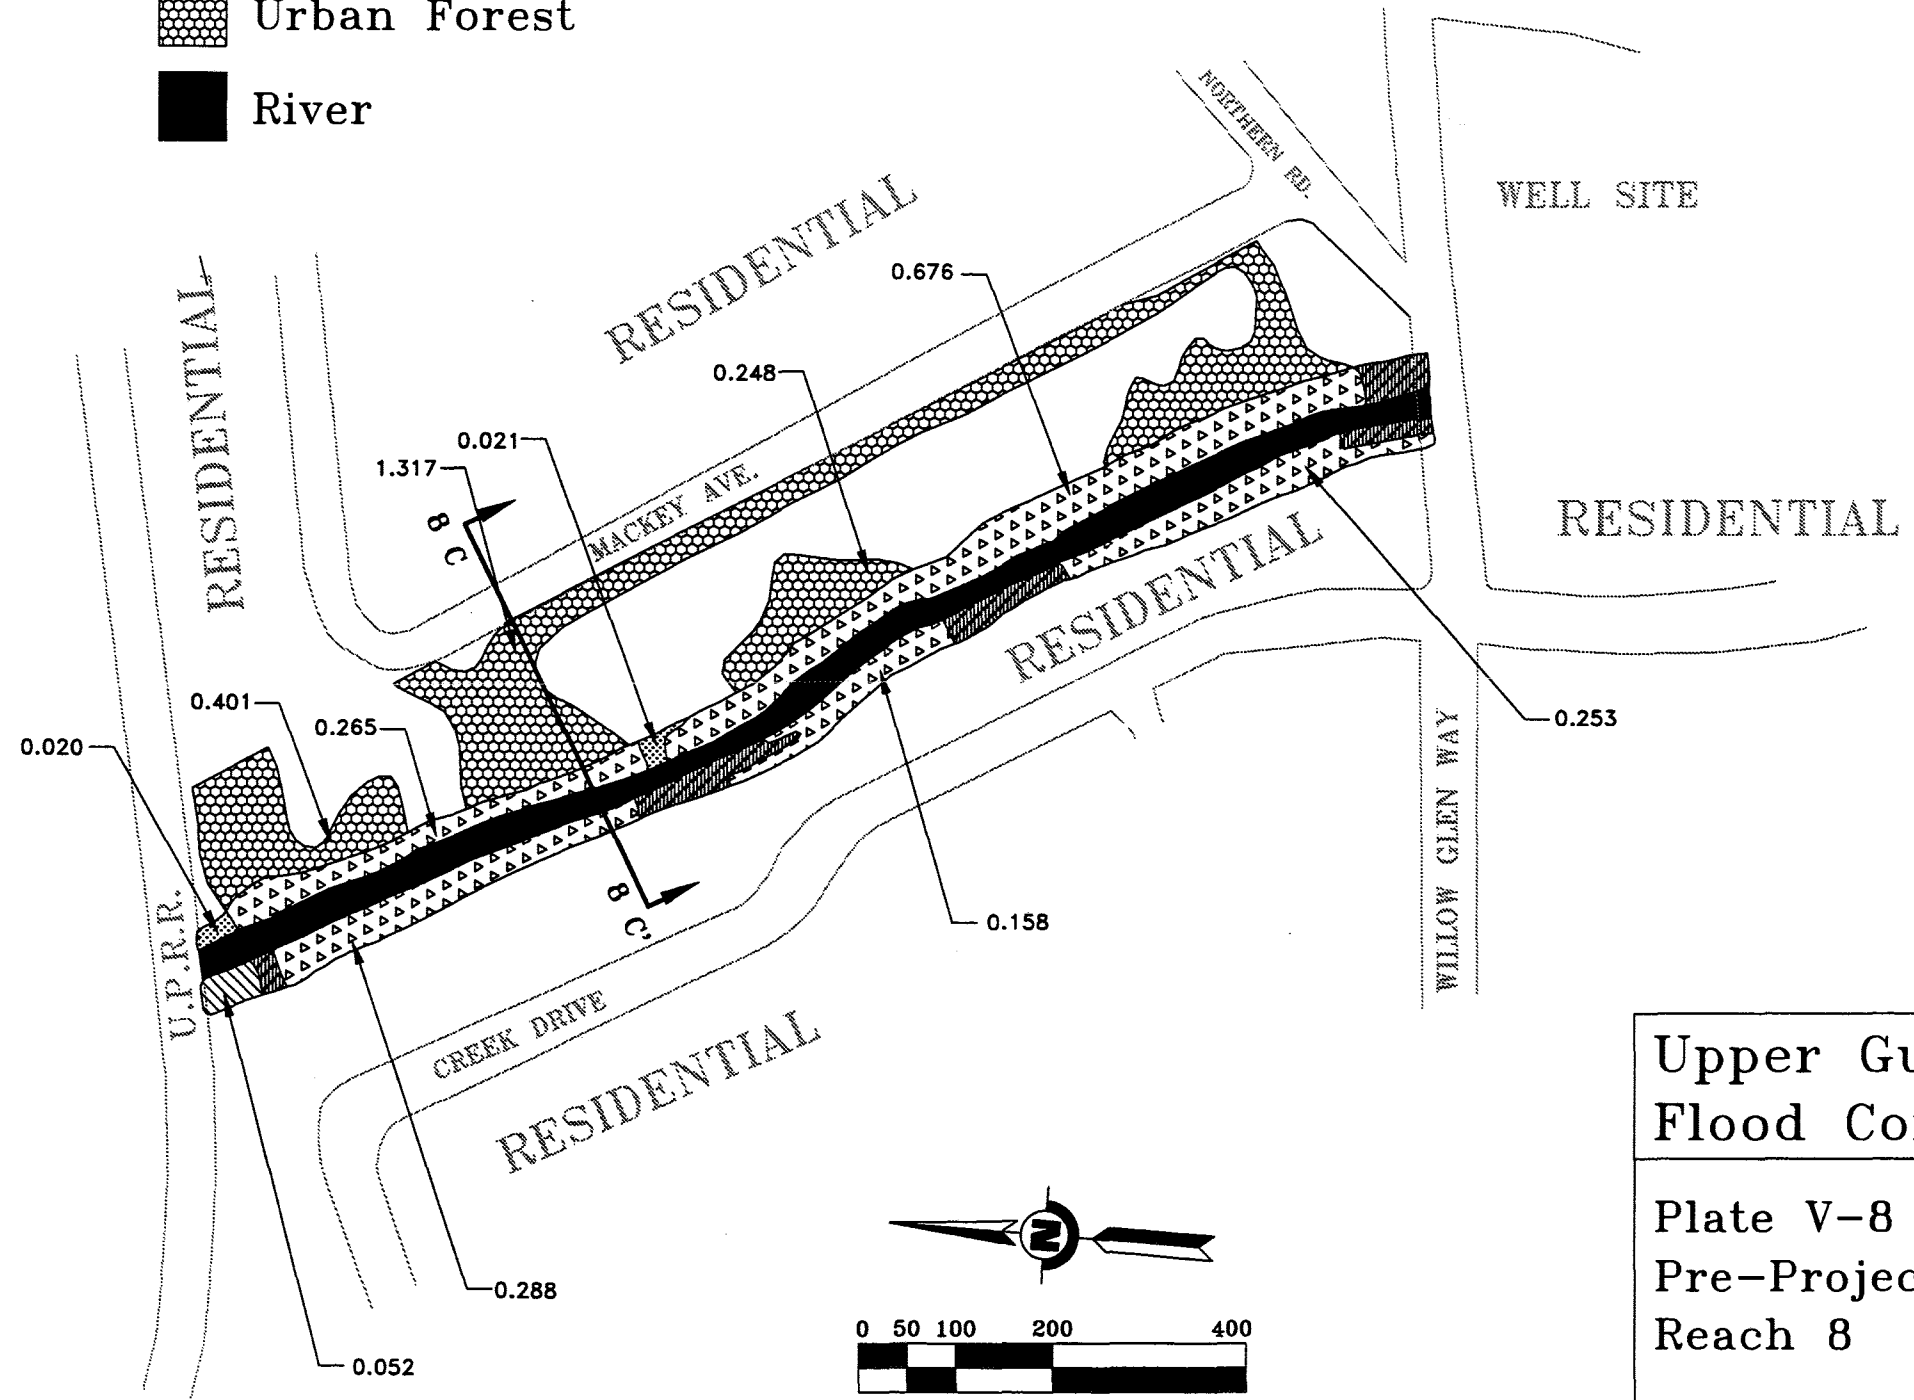 Urban Forest
River
NORTHERN RD.
WELL SITE
RESIDENTIAL
RESIDENTIAL
0.676
0.248
0.021
1.317
8 C
MACKEY AVE.
RESIDENTIAL
RESIDENTIAL
0.401
0.265
0.020
0.253
WILLOW GLEN WAY
8 C'
0.158
U.P.R.R.
CREEK DRIVE
RESIDENTIAL
0.288
0.052
N
0 50 100 200 400
Upper Gu
Flood Co
Plate V-8
Pre-Projec
Reach 8